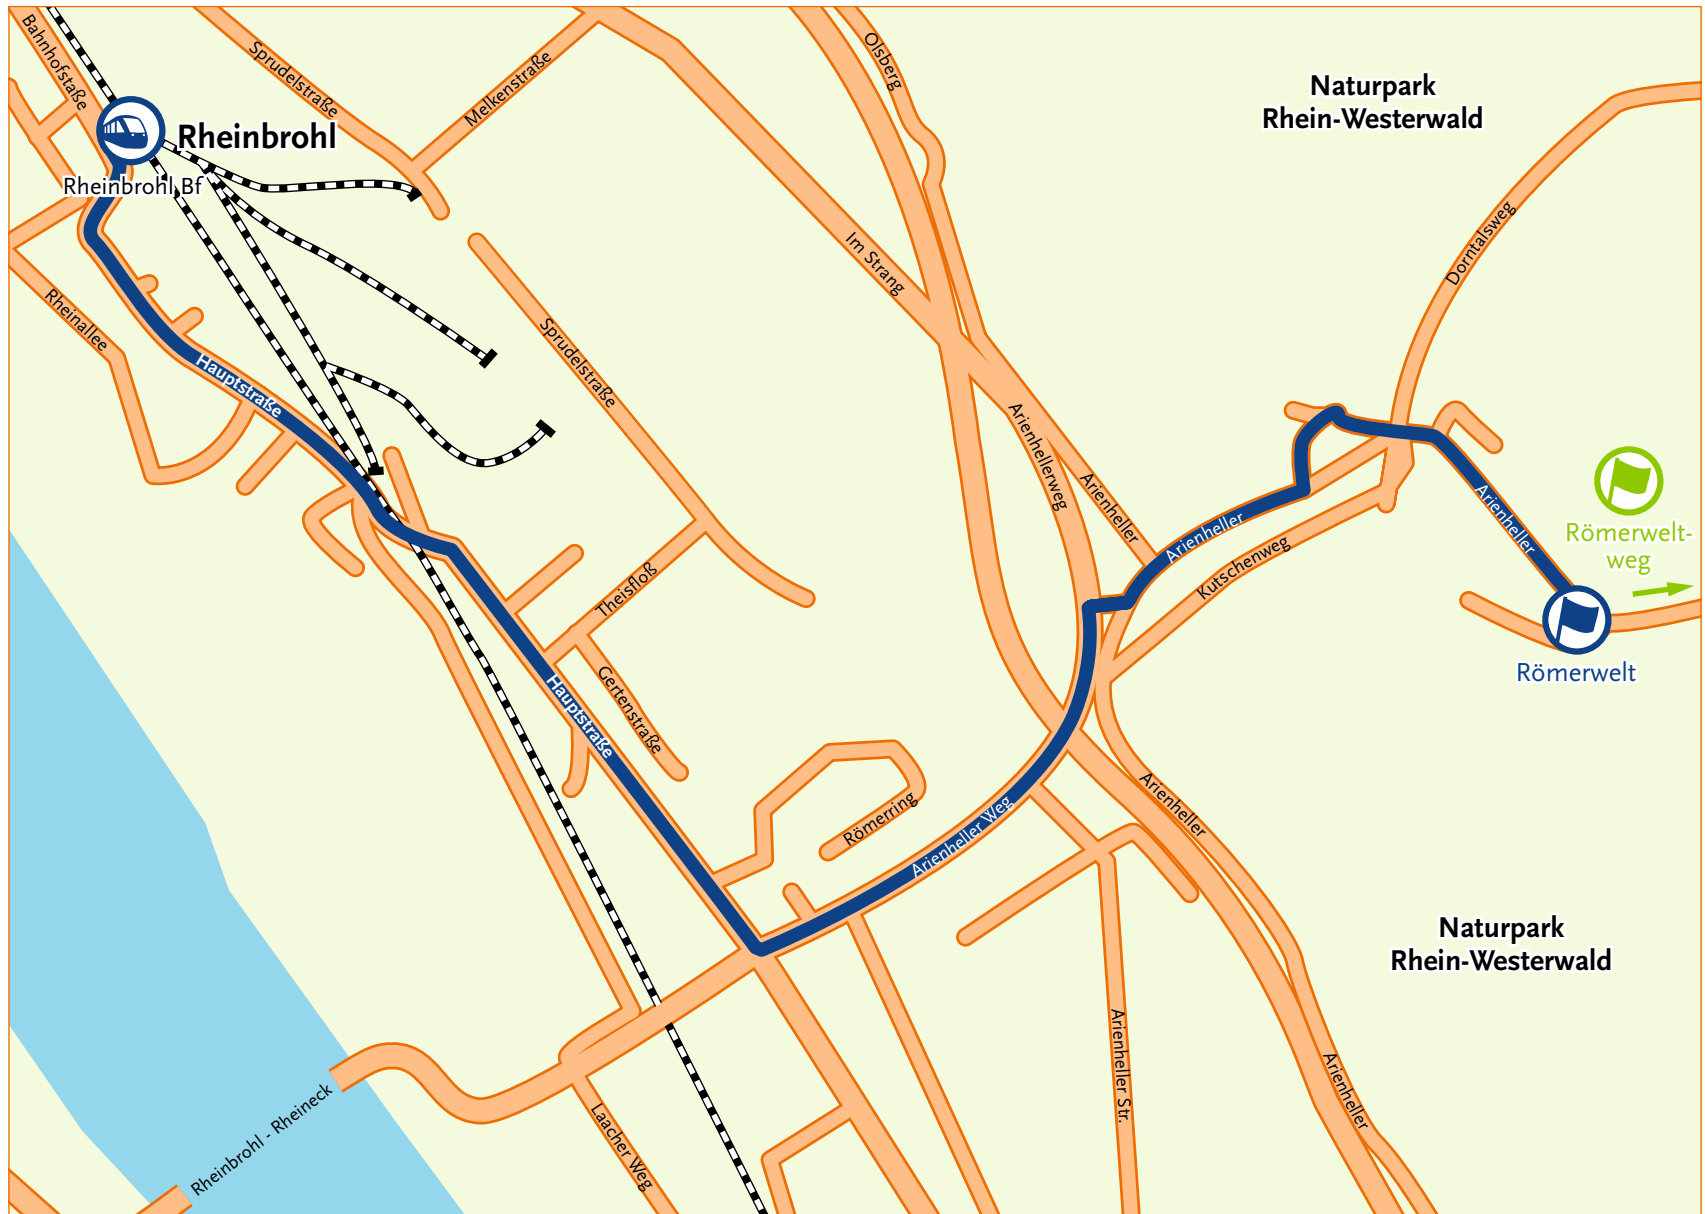 Bahnhofstaße
Sprudelstraße
Melkenstraße
Olsberg
Naturpark
Rhein-Westerwald
Rheinbrohl
Rheinbrohl Bf
Im Strang
Dorntalsweg
Rheinallee
Hauptstraße
Sprudelstraße
Arienhellerweg
Arienheller
Arienheller
Kutschenweg
Arienheller
Römerwelt-
weg
Römerwelt
Theisfloß
Gertenstraße
Hauptstraße
Römerring
Arienheller Weg
Arienheller
Naturpark
Rhein-Westerwald
Arienheller Str.
Arienheller
Rheinbrohl - Rheineck
Laacher Weg